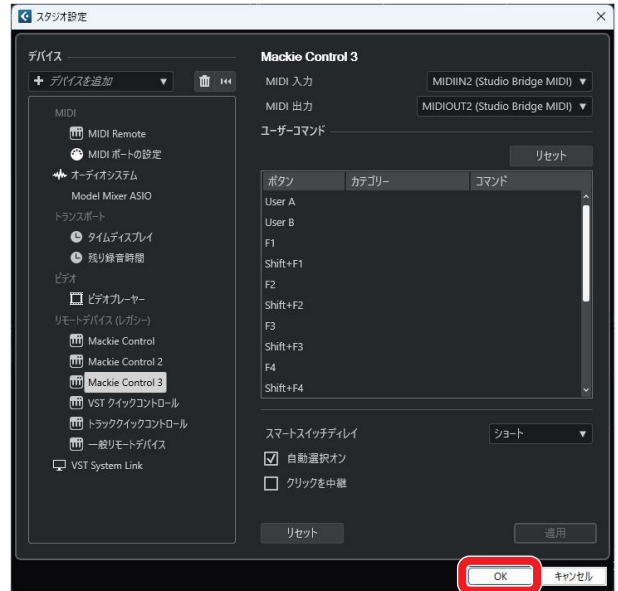 スタジオ設定
デバイス
デバイスを追加
MIDI
MIDI Remote
MIDI ポートの設定
オーディオシステム
Model Mixer ASIO
トランスポート
タイムディスプレイ
残り録音時間
ビデオ
ビデオプレーヤー
リモートデバイス (レガシー)
Mackie Control
Mackie Control 2
Mackie Control 3
VST クイックコントロール
トラッククイックコントロール
一般リモートデバイス
VST System Link
Mackie Control 3
MIDI 入力 MIDIIN2 (Studio Bridge MIDI)
MIDI 出力 MIDIOUT2 (Studio Bridge MIDI)
ユーザーコマンド
リセット
ボタン カテゴリー コマンド
User A
User B
F1
Shift+F1
F2
Shift+F2
F3
Shift+F3
F4
Shift+F4
スマートスイッチディレイ ショート
自動選択オン
クリックを中継
リセット 適用
OK キャンセル